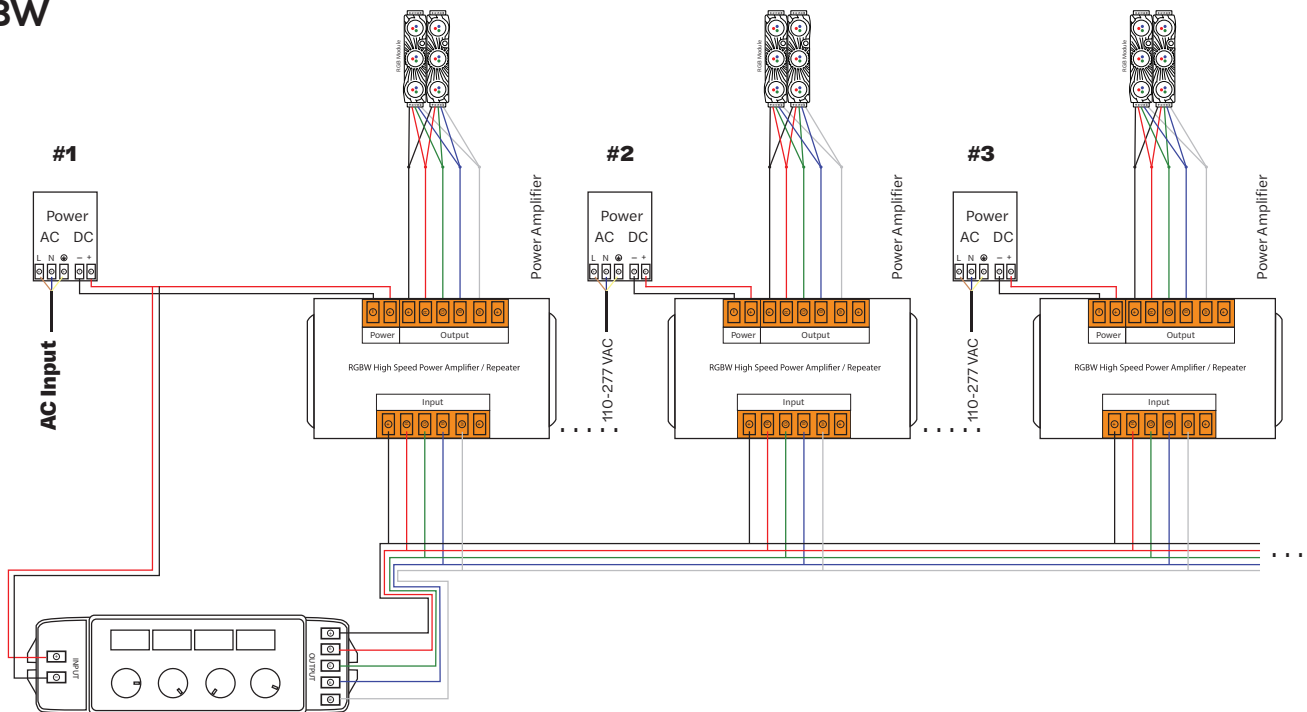 BW
RGB Module
RGB Module
RGB Module
#1
#2
#3
Power
AC DC
L N - +
AC Input
Power Amplifier
Power
AC DC
L N - +
110-277 VAC
Power Amplifier
Power
AC DC
L N - +
110-277 VAC
Power Amplifier
Power Output
RGBW High Speed Power Amplifier / Repeater
Input
.....
Power Output
RGBW High Speed Power Amplifier / Repeater
Input
.....
Power Output
RGBW High Speed Power Amplifier / Repeater
Input
...
INPUT
OUTPUT